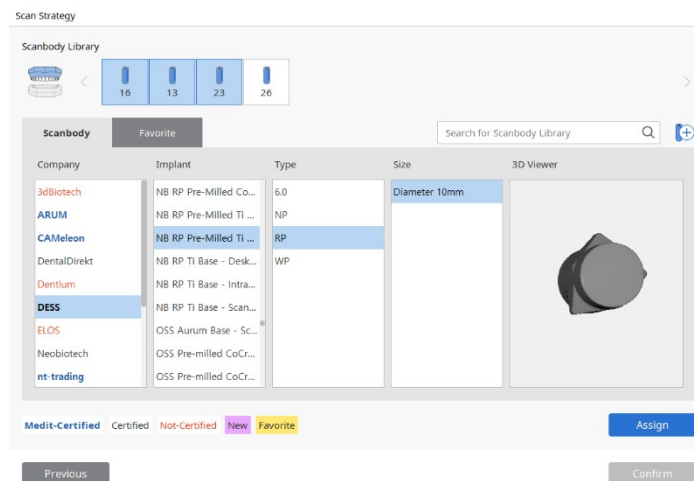 Scan Strategy
Scanbody Library
16 13 23 26
Scanbody Favorite Search for Scanbody Library
Company Implant Type Size 3D Viewer
3dBiotech NB RP Pre-Milled Co... 6.0 Diameter 10mm
ARUM NB RP Pre-Milled Ti ... NP
CAMeleon NB RP Pre-Milled Ti ... RP
DentalDirekt NB RP Ti Base - Desk... WP
Dentium NB RP Ti Base - Intra...
DESS NB RP Ti Base - Scan...
ELOS OSS Aurum Base - Sc...
Neobiotech OSS Pre-milled CoCr...
nt-trading OSS Pre-milled CoCr...
Medit-Certified Certified Not-Certified New Favorite Assign
Previous Confirm